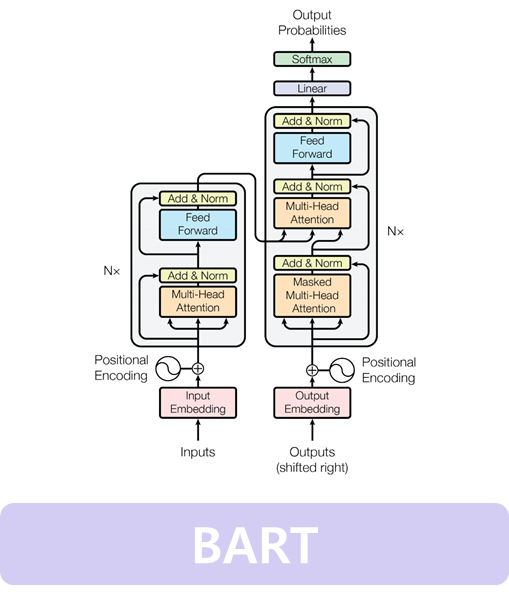 Output
Probabilities
Softmax
Linear
Add & Norm
Feed
Forward
Add & Norm
Multi-Head
Attention
Nx
Add & Norm
Masked
Multi-Head
Attention
Add & Norm
Feed
Forward
Nx
Add & Norm
Multi-Head
Attention
Positional
Encoding
Positional
Encoding
Input
Embedding
Output
Embedding
Inputs
Outputs
(shifted right)
BART